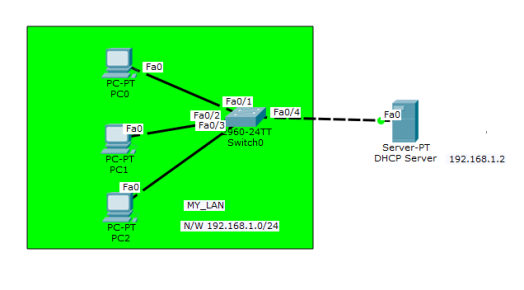 Fa0
PC-PT
PC0
Fa0/1
Fa0/2
Fa0/3
Fa0/4
2960-24TT
Switch0
Fa0
PC-PT
PC1
Fa0
PC-PT
PC2
MY_LAN
N/W 192.168.1.0/24
Fa0
Server-PT
DHCP Server
192.168.1.2